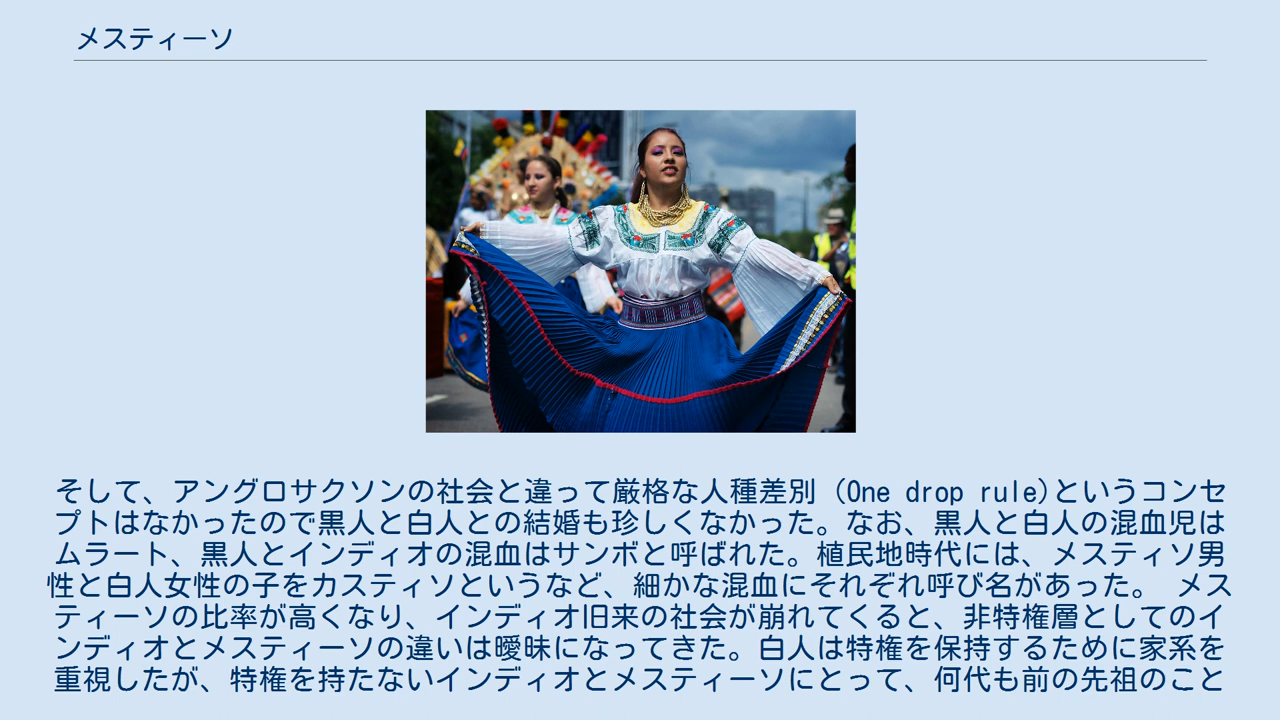 メスティーソ
そして、アングロサクソンの社会と違って厳格な人種差別（One drop rule)というコンセ
プトはなかったので黒人と白人との結婚も珍しくなかった。なお、黒人と白人の混血児は
ムラート、黒人とインディオの混血はサンボと呼ばれた。植民地時代には、メスティソ男
性と白人女性の子をカスティソというなど、細かな混血にそれぞれ呼び名があった。 メス
ティーソの比率が高くなり、インディオ旧来の社会が崩れてくると、非特権層としてのイ
ンディオとメスティーソの違いは曖昧になってきた。白人は特権を保持するために家系を
重視したが、特権を持たないインディオとメスティーソにとって、何代も前の先祖のこと